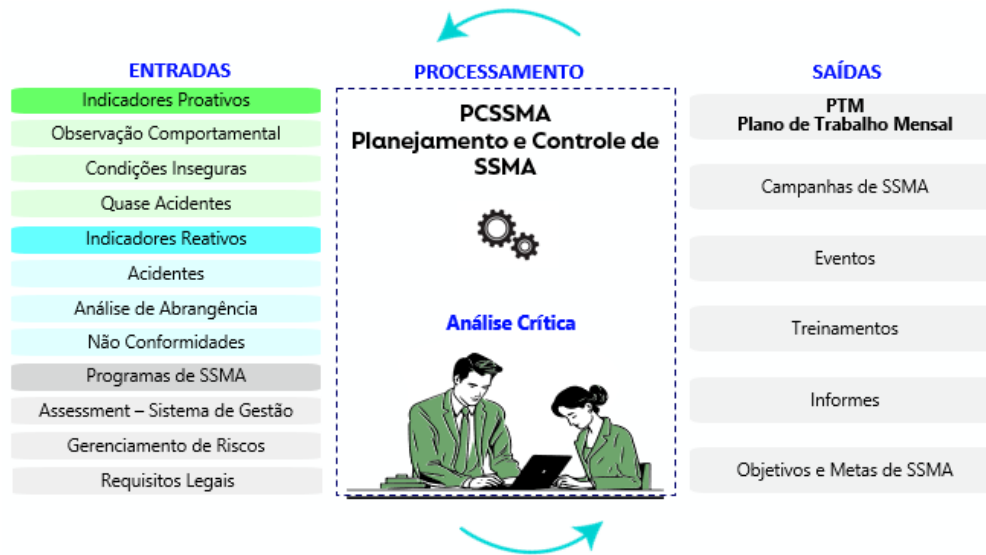 ENTRADAS
Indicadores Proativos
Observação Comportamental
Condições Inseguras
Quase Acidentes
Indicadores Reativos
Acidentes
Análise de Abrangência
Não Conformidades
Programas de SSMA
Assessment – Sistema de Gestão
Gerenciamento de Riscos
Requisitos Legais
PROCESSAMENTO
PCSSMA
Planejamento e Controle de
SSMA
Análise Crítica
SAÍDAS
PTM
Plano de Trabalho Mensal
Campanhas de SSMA
Eventos
Treinamentos
Informes
Objetivos e Metas de SSMA